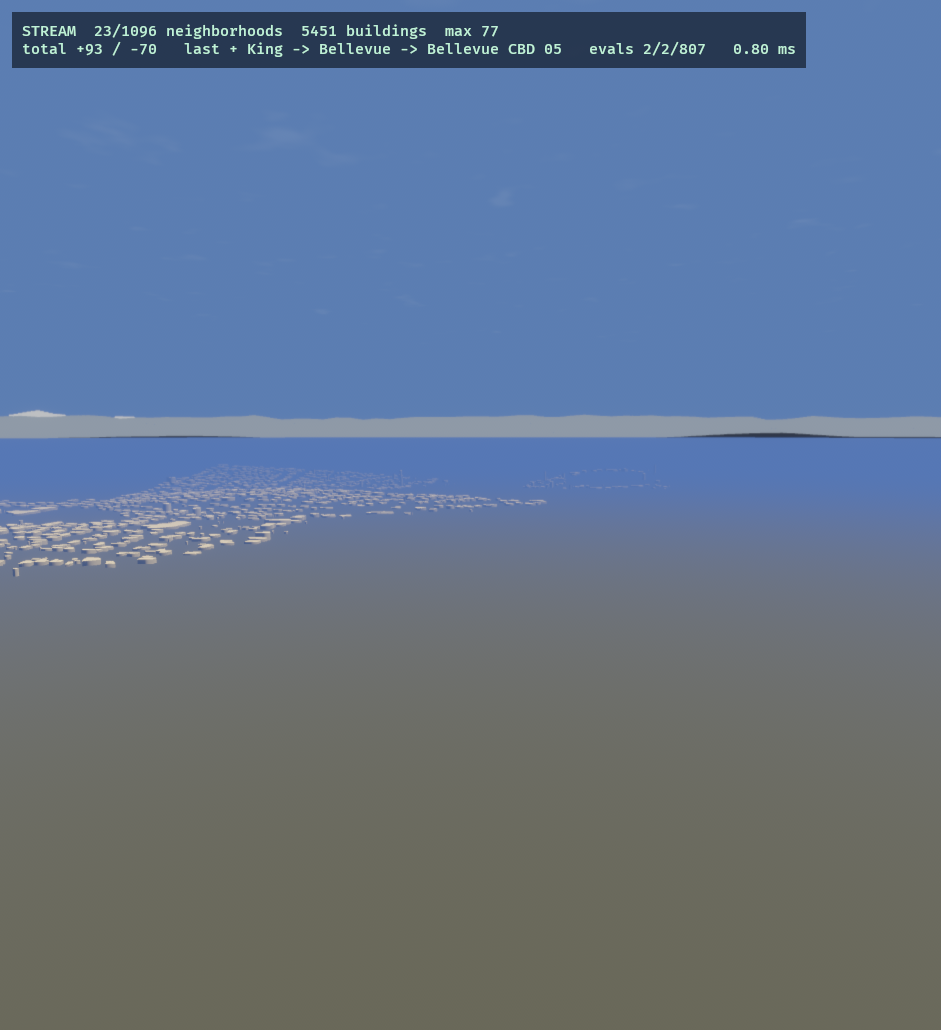 STREAM  23/1096 neighborhoods  5451 buildings  max 77
total +93 / -70   last + King -> Bellevue -> Bellevue CBD 05   evals 2/2/807   0.80 ms